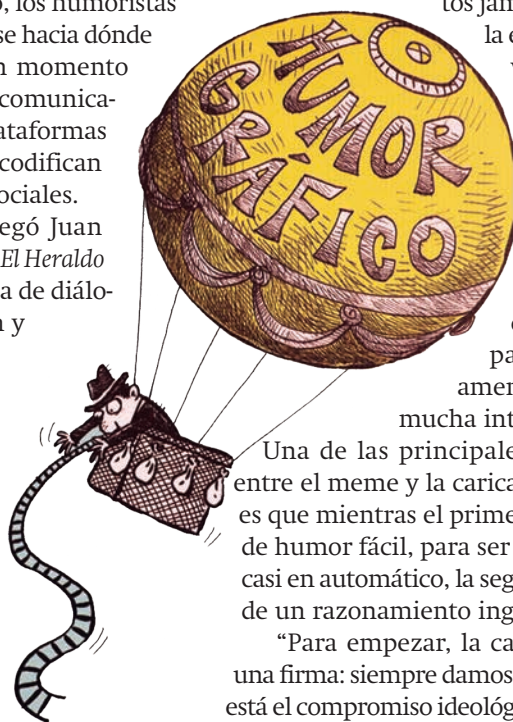 o, los humoristas
se hacia dónde
n momento
comunica-
ataformas
codifican
ociales.
egó Juan
El Heraldo
a de diálo-
n y
HUMOR
GRÁFICO
tos jam
la e
pa
amer
mucha int
Una de las principale
entre el meme y la carica
es que mientras el prime
de humor fácil, para ser
casi en automático, la seg
de un razonamiento ing
“Para empezar, la ca
una firma: siempre damos
está el compromiso ideológ